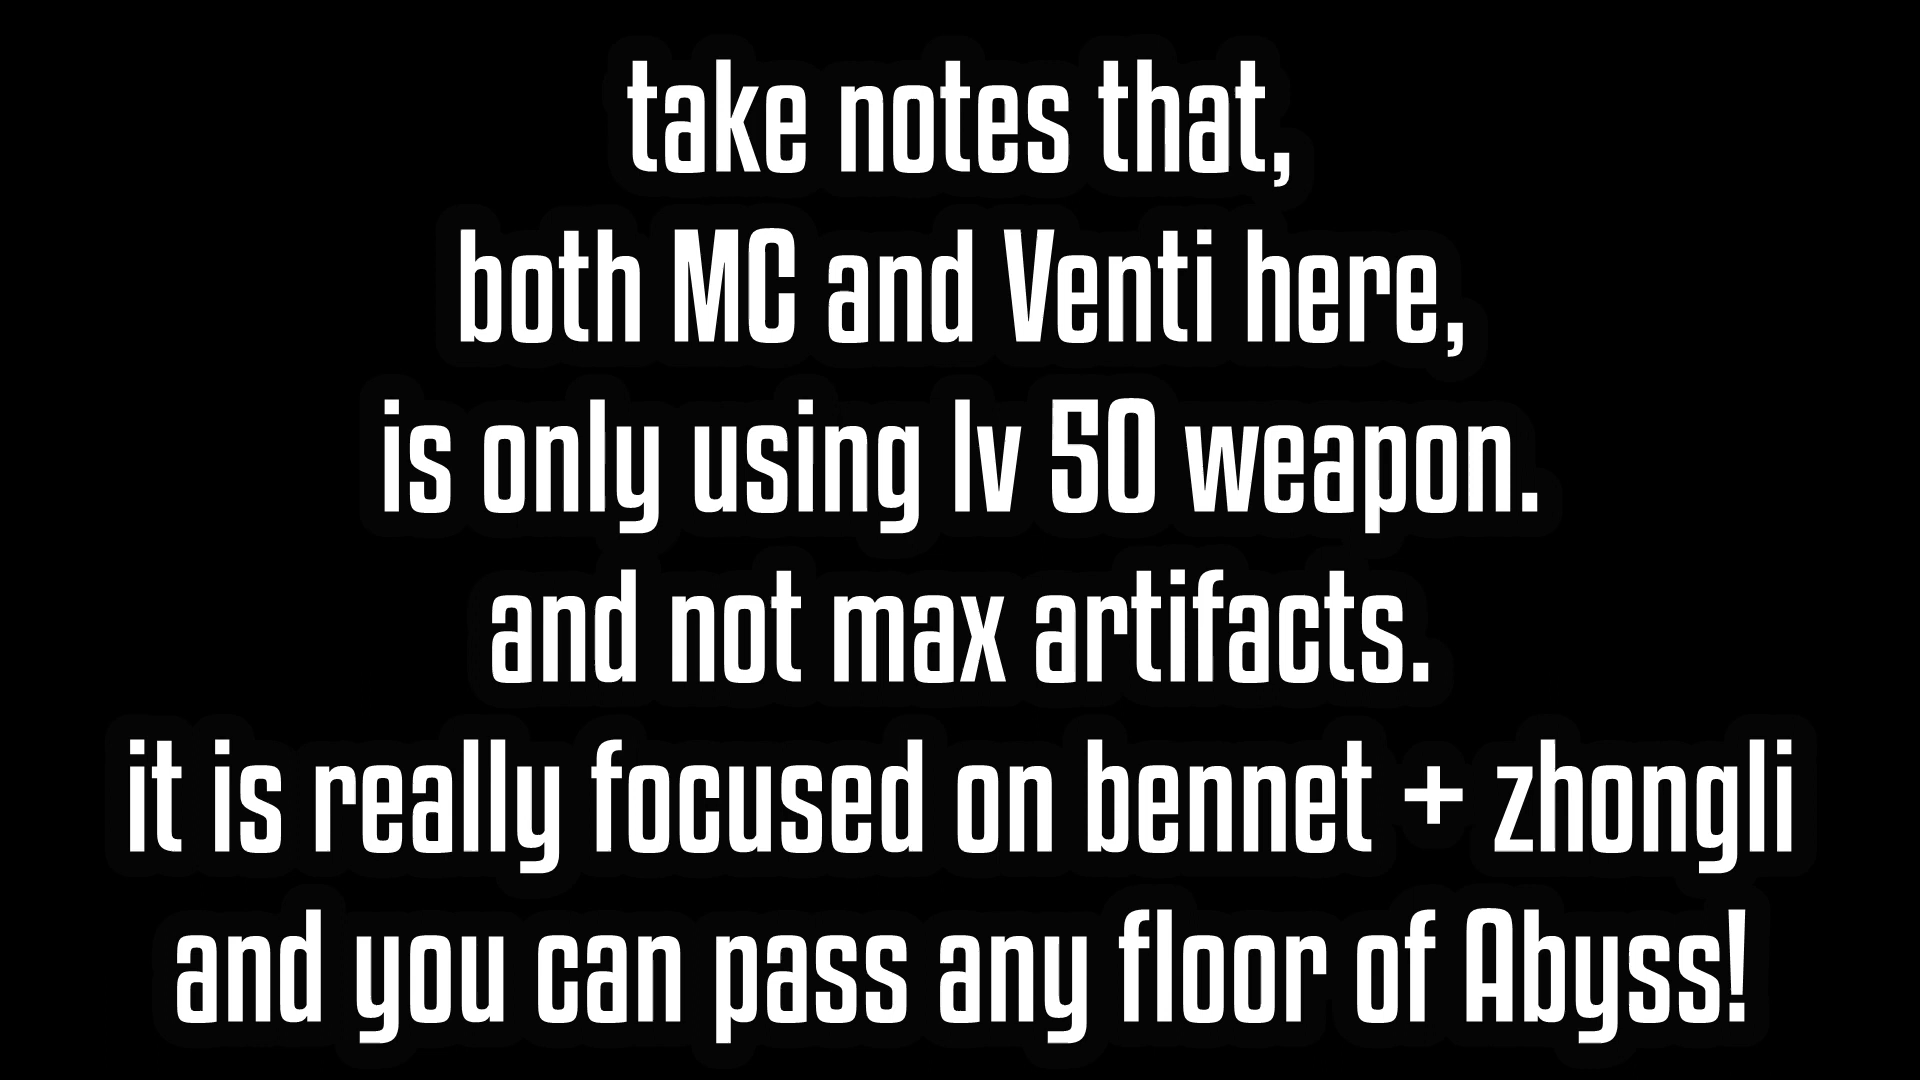 take notes that,
both MC and Venti here,
is only using lv 50 weapon.
and not max artifacts.
it is really focused on bennet + zhongli
and you can pass any floor of Abyss!